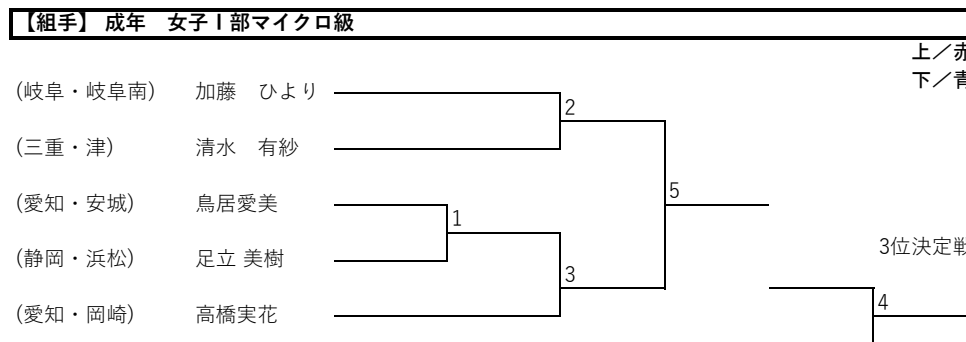 【組手】 成年　女子Ⅰ部マイクロ級
上／赤
下／青
(岐阜・岐阜南)　加藤　ひより
2
(三重・津)　清水　有紗
(愛知・安城)　鳥居愛美
5
1
(静岡・浜松)　足立 美樹
3位決定戦
3
(愛知・岡崎)　高橋実花
4